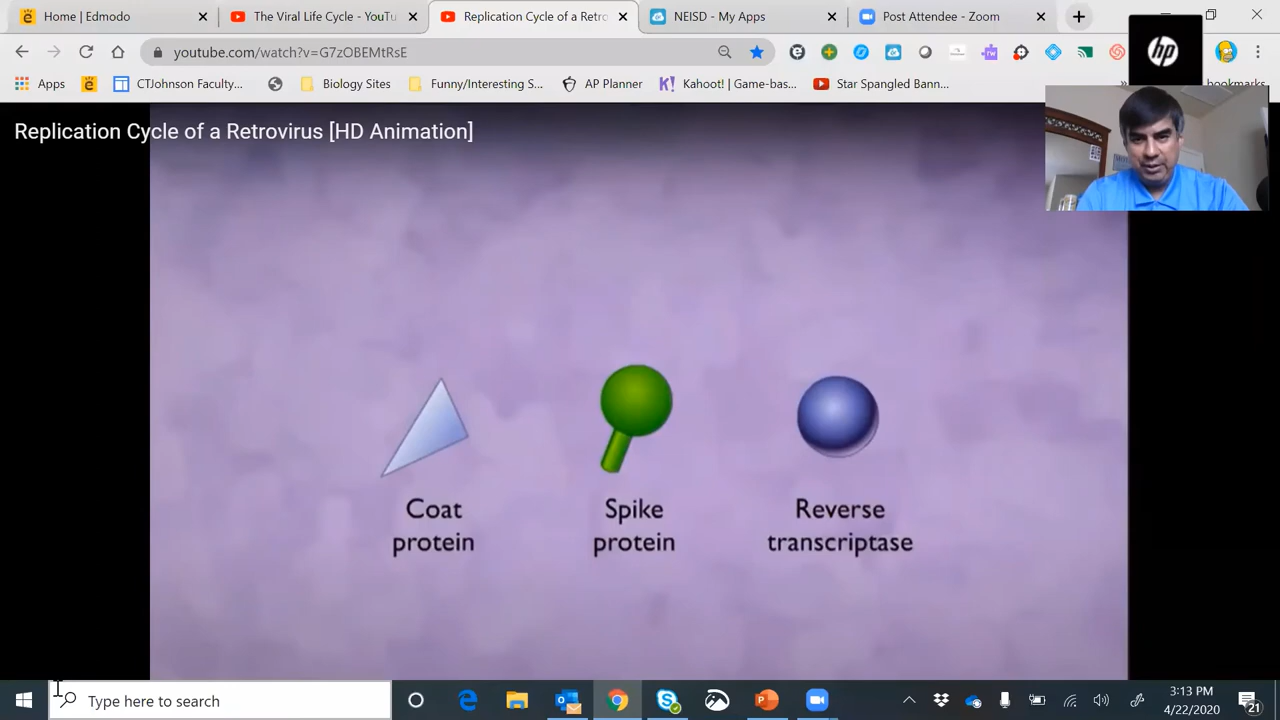 Home | Edmodo
The Viral Life Cycle - YouT
Replication Cycle of a Retro
NEISD - My Apps
Post Attendee - Zoom
youtube.com/watch?v=G7zOBEMtRsE
hp
Apps
CTJohnson Faculty...
Biology Sites
Funny/Interesting S...
AP Planner
Kahoot! | Game-bas...
Star Spangled Bann...
bookmarks
Replication Cycle of a Retrovirus [HD Animation]
Coat
protein
Spike
protein
Reverse
transcriptase
Type here to search
3:13 PM
4/22/2020
21